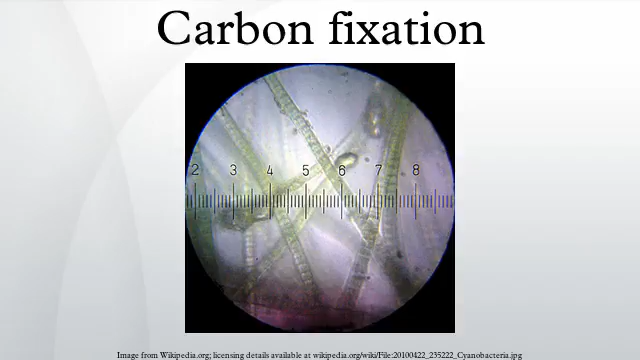 Carbon fixation
2 3 4 5 6 7 8
Image from Wikipedia.org; licensing details available at wikipedia.org/wiki/File:20100422_235222_Cyanobacteria.jpg